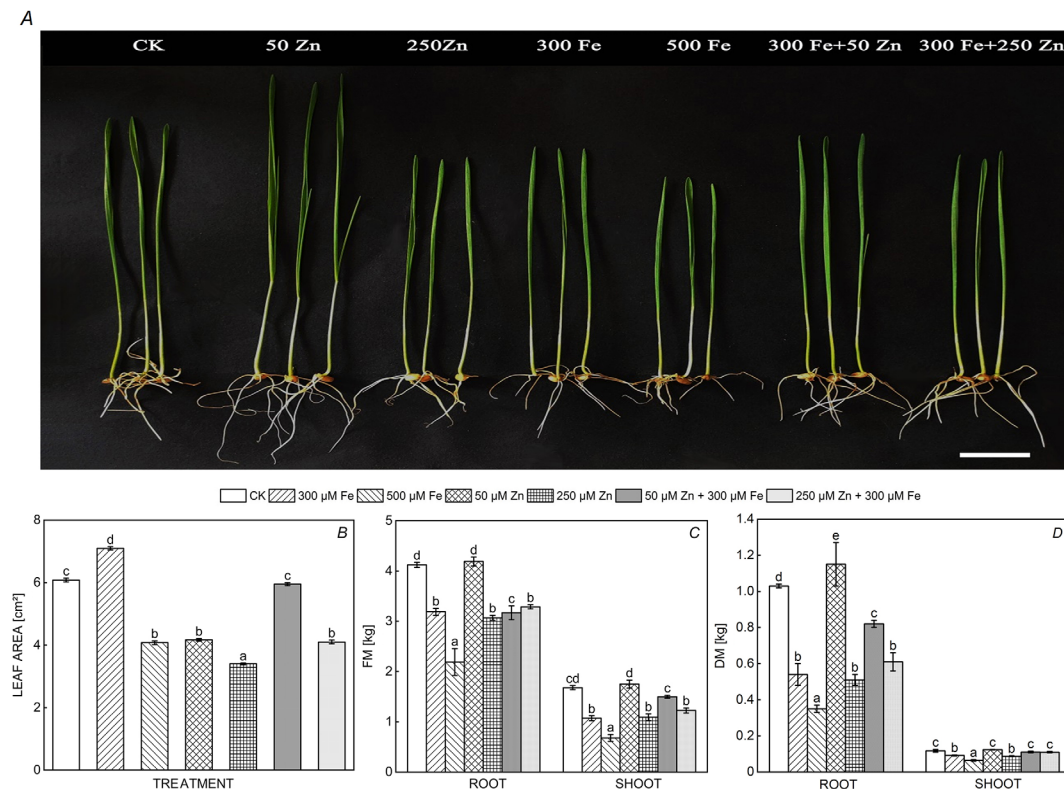 A
CK 50 Zn 250Zn 300 Fe 500 Fe 300 Fe+50 Zn 300 Fe+250 Zn
CK 300 µM Fe 500 µM Fe 50 µM Zn 250 µM Zn 50 µM Zn + 300 µM Fe 250 µM Zn + 300 µM Fe
B
LEAF AREA [cm²]
8
6
4
2
0
c d b b a c b
TREATMENT
C
FM [kg]
5
4
3
2
1
0
d b a d b c b
cd b a d b c b
ROOT SHOOT
D
DM [kg]
1.4
1.2
1.0
0.8
0.6
0.4
0.2
0
d b a e b c b
c b a c b c c
ROOT SHOOT